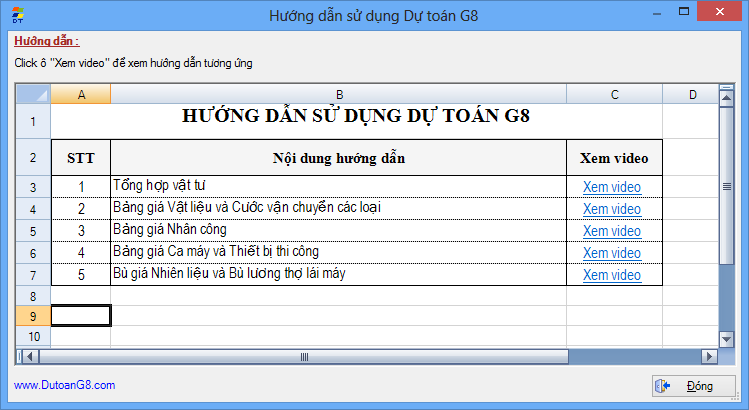 Hướng dẫn sử dụng Dự toán G8
DT
Hướng dẫn :
Click ô "Xem video" để xem hướng dẫn tương ứng
A B C D
1 HƯỚNG DẪN SỬ DỤNG DỰ TOÁN G8
2 STT Nội dung hướng dẫn Xem video
3 1 Tổng hợp vật tư Xem video
4 2 Bảng giá Vật liệu và Cước vận chuyển các loại Xem video
5 3 Bảng giá Nhân công Xem video
6 4 Bảng giá Ca máy và Thiết bị thi công Xem video
7 5 Bù giá Nhiên liệu và Bù lương thợ lái máy Xem video
8
9
10
www.DutoanG8.com Đóng